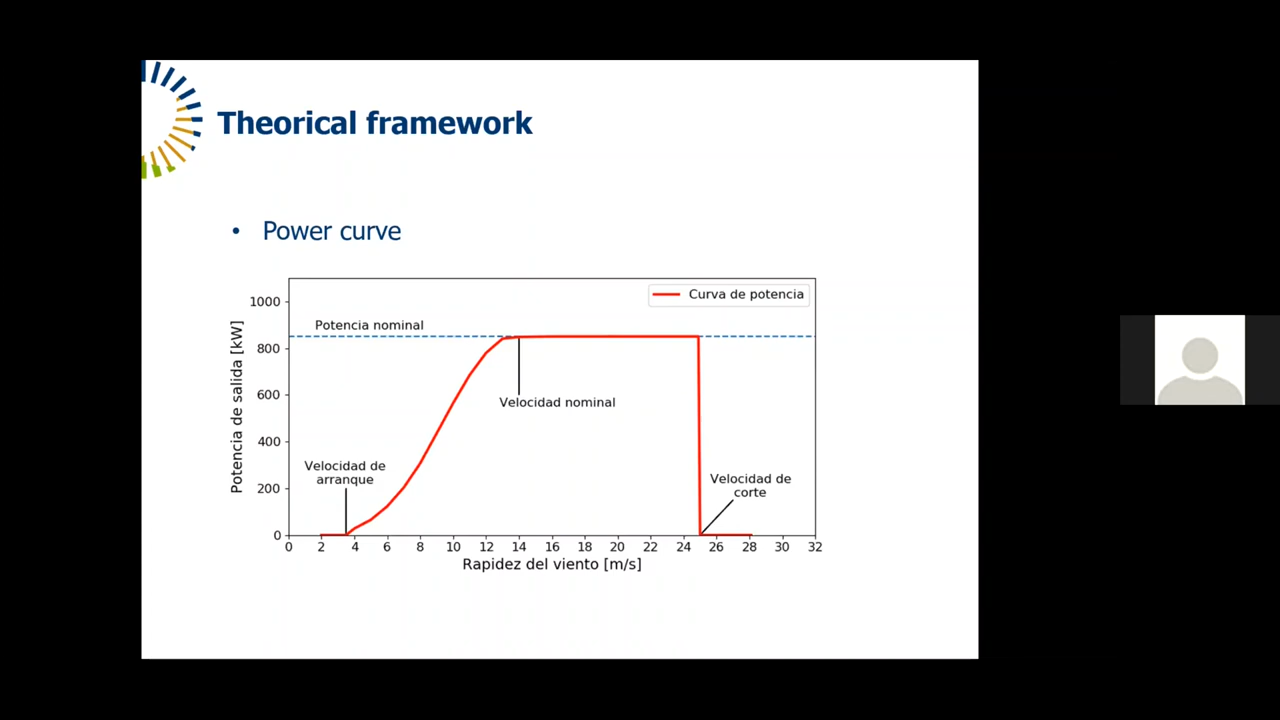 Theorical framework
• Power curve
Curva de potencia
1000
800
600
400
200
0
Potencia de salida [kW]
Potencia nominal
Velocidad nominal
Velocidad de
arranque
Velocidad de
corte
0 2 4 6 8 10 12 14 16 18 20 22 24 26 28 30 32
Rapidez del viento [m/s]